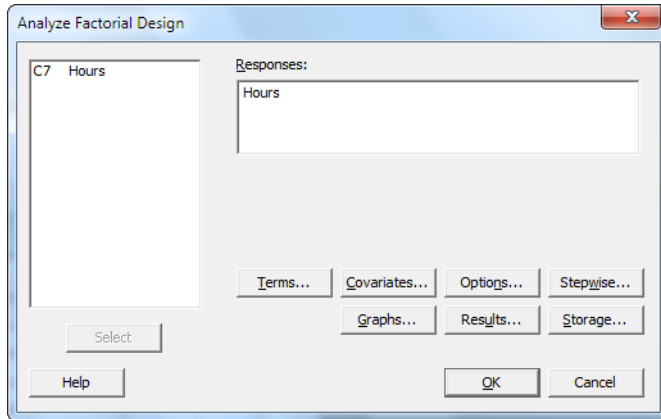 Analyze Factorial Design
x
C7 Hours
Responses:
Hours
Terms... Covariates... Options... Stepwise...
Graphs... Results... Storage...
Select
Help OK Cancel